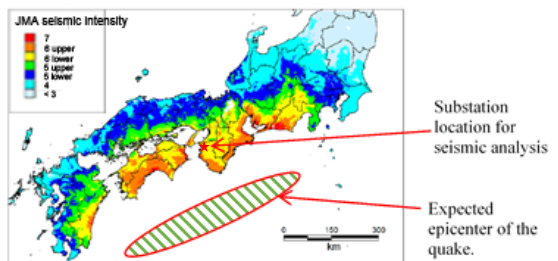 JMA seismic intensity
7
6 upper
6 lower
5 upper
5 lower
4
< 3
Substation
location for
seismic analysis
Expected
epicenter of the
quake.
0 150 300
km